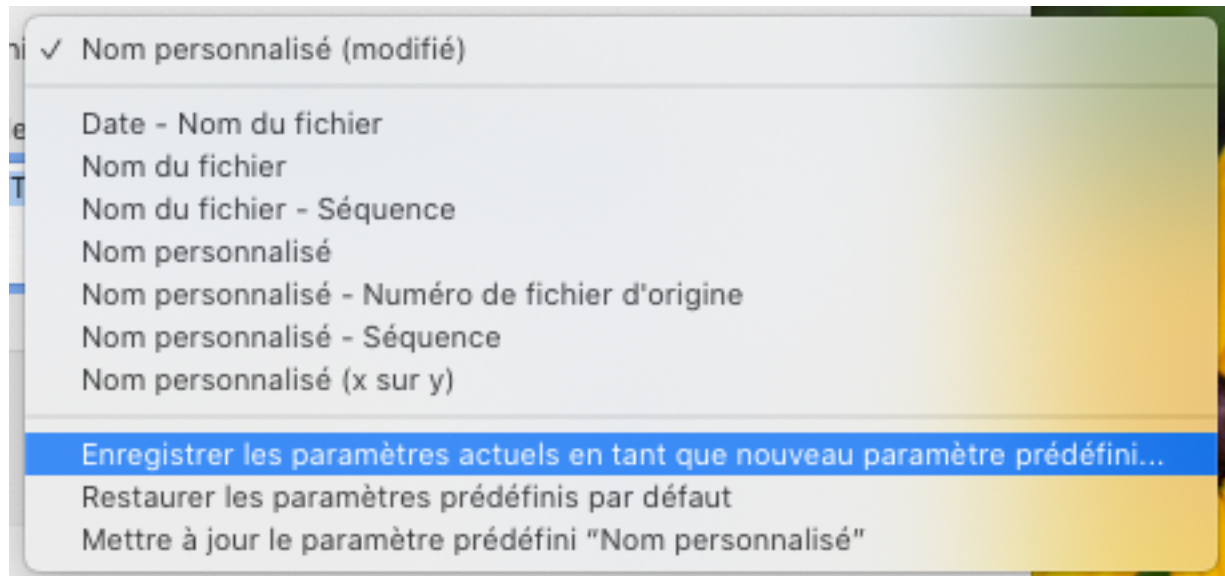 ✓ Nom personnalisé (modifié)
Date - Nom du fichier
Nom du fichier
Nom du fichier - Séquence
Nom personnalisé
Nom personnalisé - Numéro de fichier d'origine
Nom personnalisé - Séquence
Nom personnalisé (x sur y)
Enregistrer les paramètres actuels en tant que nouveau paramètre prédéfini...
Restaurer les paramètres prédéfinis par défaut
Mettre à jour le paramètre prédéfini “Nom personnalisé”